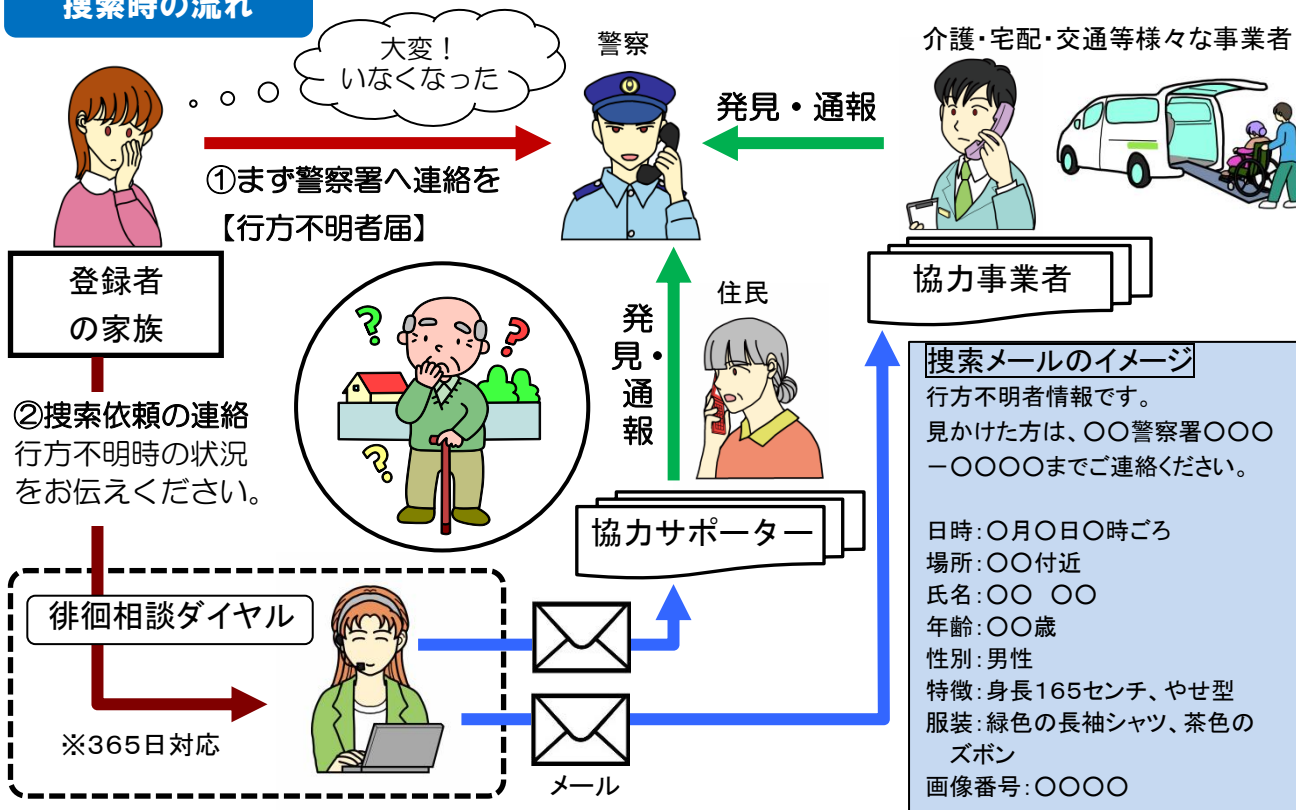 捜索時の流れ
大変！
いなくなった
警察
介護・宅配・交通等様々な事業者
発見・通報
①まず警察署へ連絡を
【行方不明者届】
登録者
の家族
協力事業者
住民
発見・通報
②捜索依頼の連絡
行方不明時の状況
をお伝えください。
協力サポーター
徘徊相談ダイヤル
※365日対応
メール
捜索メールのイメージ
行方不明者情報です。
見かけた方は、〇〇警察署〇〇〇
－〇〇〇〇までご連絡ください。
日時：〇月〇日〇時ごろ
場所：〇〇付近
氏名：〇〇　〇〇
年齢：〇〇歳
性別：男性
特徴：身長165センチ、やせ型
服装：緑色の長袖シャツ、茶色の
ズボン
画像番号：〇〇〇〇